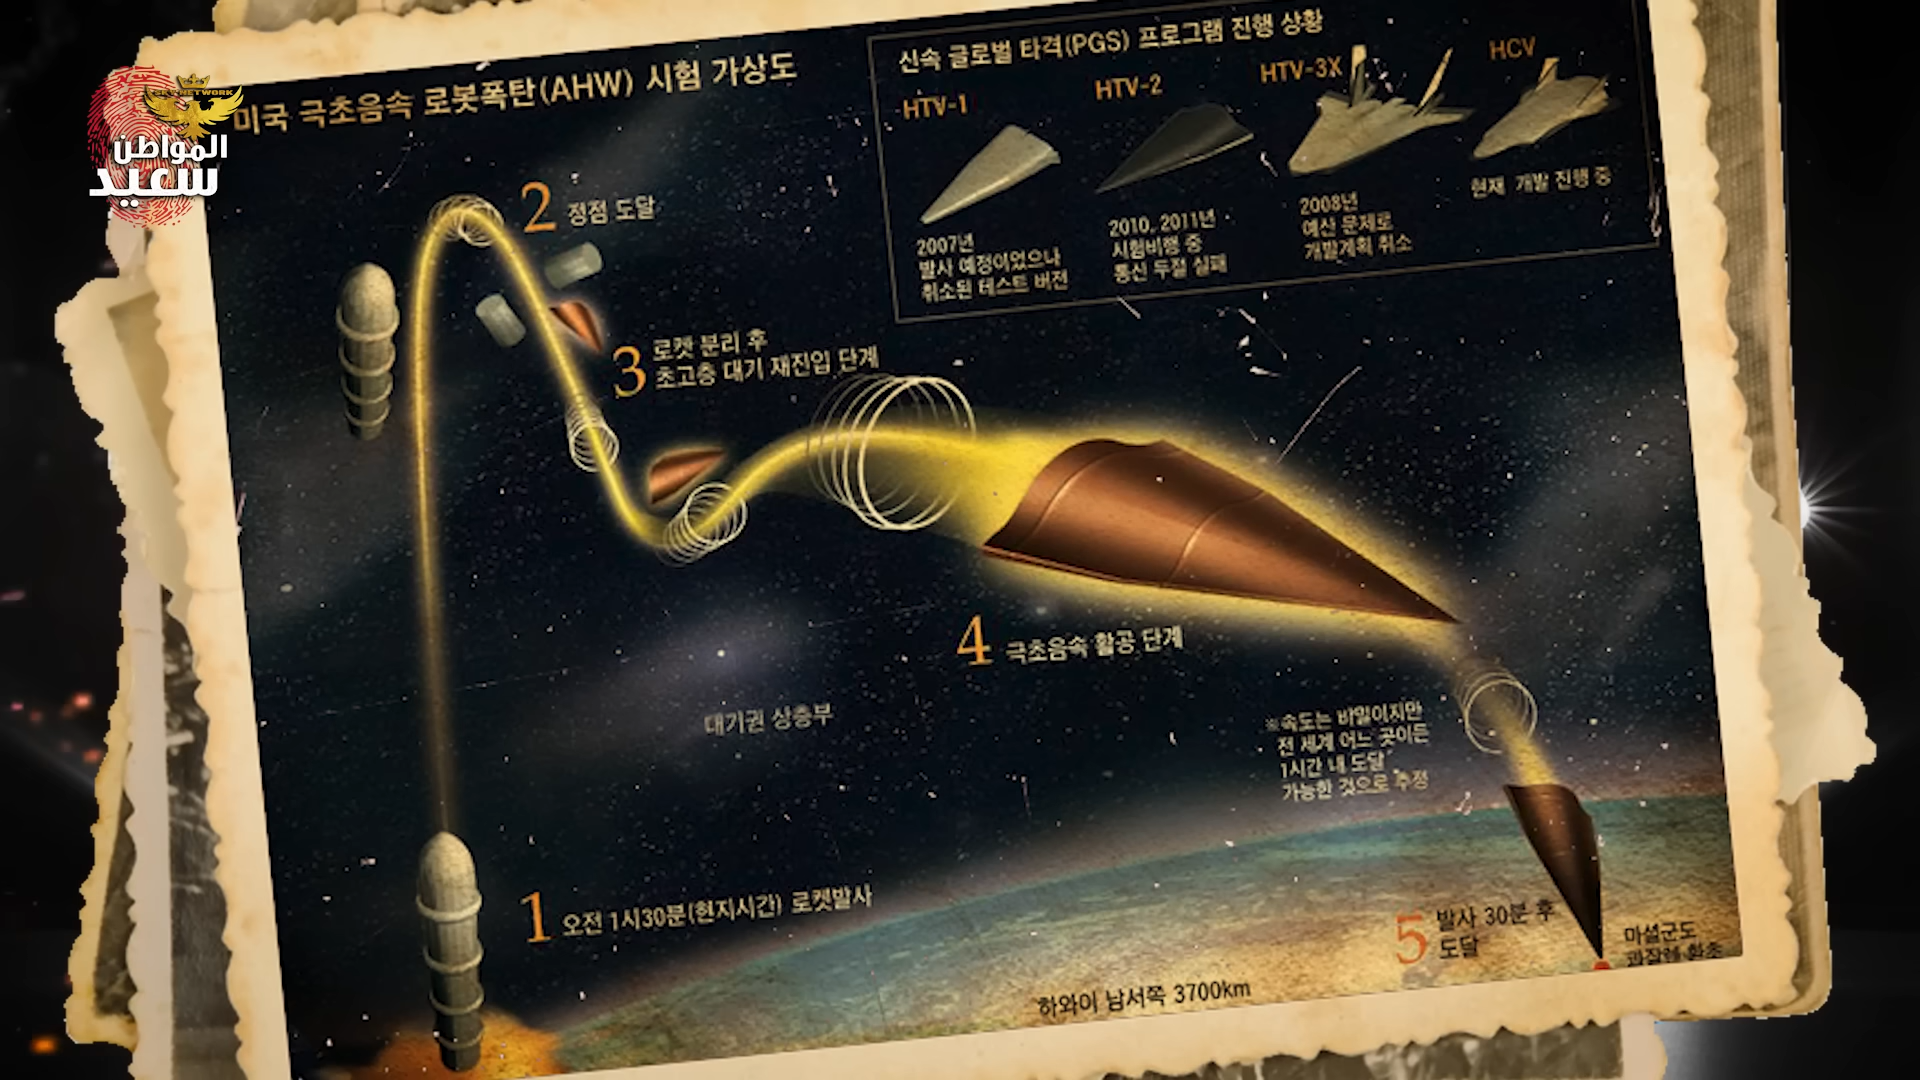 SKY NETWORK
المواطن
سعيد
미국 극초음속 로봇폭탄(AHW) 시험 가상도
신속 글로벌 타격(PGS) 프로그램 진행 상황
HTV-1
2007년
발사 예정이었으나
취소된 테스트 버전
HTV-2
2010, 2011년
시험비행 중
통신 두절 실패
HTV-3X
2008년
예산 문제로
개발계획 취소
HCV
현재 개발 진행 중
2 정점 도달
3 로켓 분리 후
초고층 대기 재진입 단계
4 극초음속 활공 단계
대기권 상층부
※속도는 비밀이지만
전 세계 어느 곳이든
1시간 내 도달
가능한 것으로 추정
1 오전 1시30분(현지시간) 로켓발사
5 발사 30분 후
도달
마셜군도
콰잘렌 환초
하와이 남서쪽 3700km